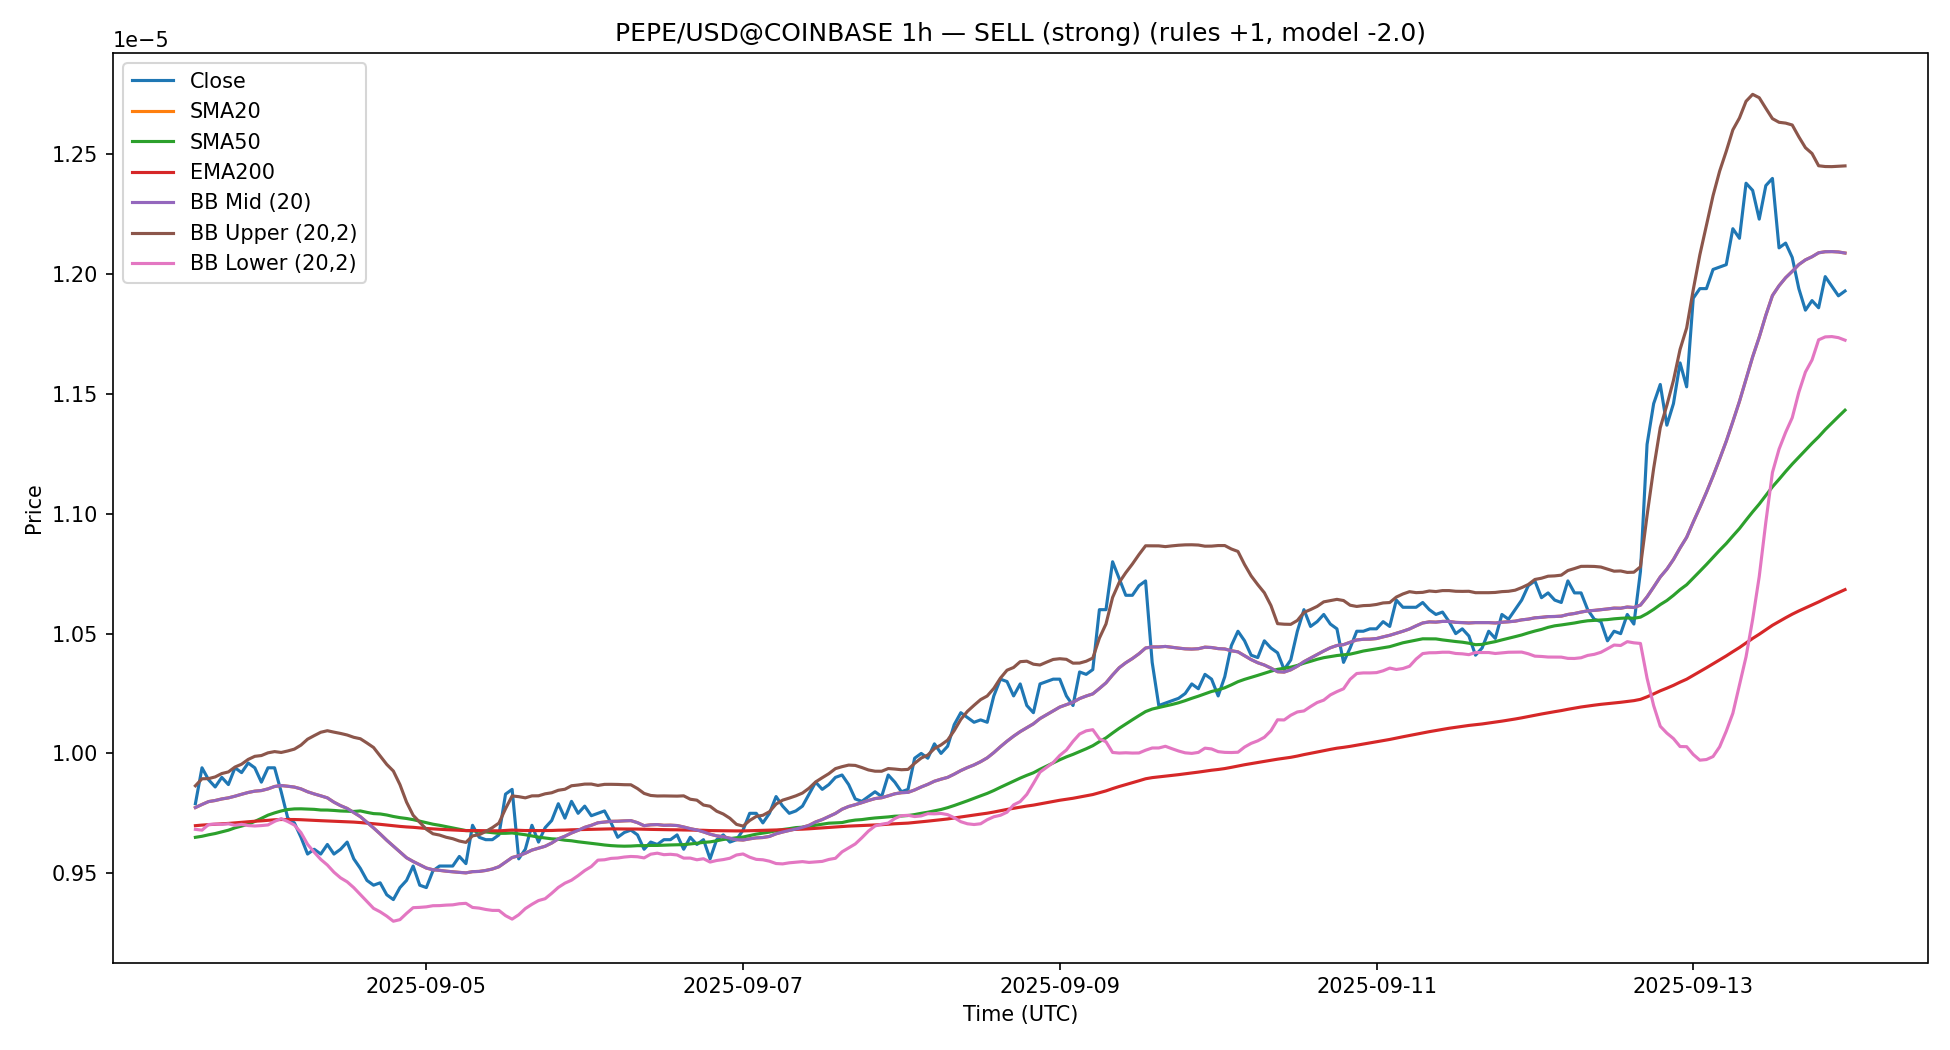 PEPE/USD@COINBASE 1h — SELL (strong) (rules +1, model -2.0)
1e−5
Close
SMA20
SMA50
EMA200
BB Mid (20)
BB Upper (20,2)
BB Lower (20,2)
1.25
1.20
1.15
1.10
1.05
1.00
0.95
Price
2025-09-05
2025-09-07
2025-09-09
2025-09-11
2025-09-13
Time (UTC)